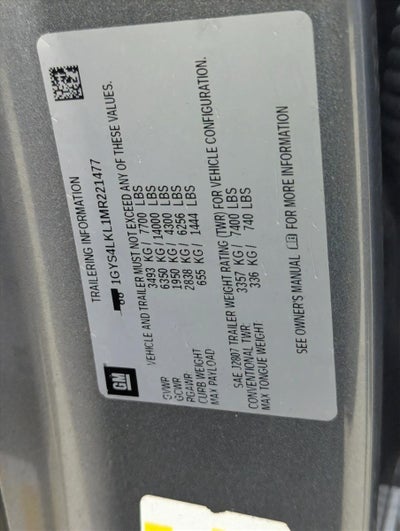 TRAILERING INFORMATION
1GYS4LKL1MR221477
VEHICLE AND TRAILER MUST NOT EXCEED ANY OF THESE VALUES.
GVWR 3493 KG / 7700 LBS
GCWR 6350 KG / 14000 LBS
RGAWR 1950 KG / 4300 LBS
CURB WEIGHT 2838 KG / 6256 LBS
MAX PAYLOAD 655 KG / 1444 LBS
SAE J2807 TRAILER WEIGHT RATING (TWR) FOR VEHICLE CONFIGURATION.
CONVENTIONAL TWR 3357 KG / 7400 LBS
MAX TONGUE WEIGHT 336 KG / 740 LBS
SEE OWNER'S MANUAL FOR MORE INFORMATION
GM